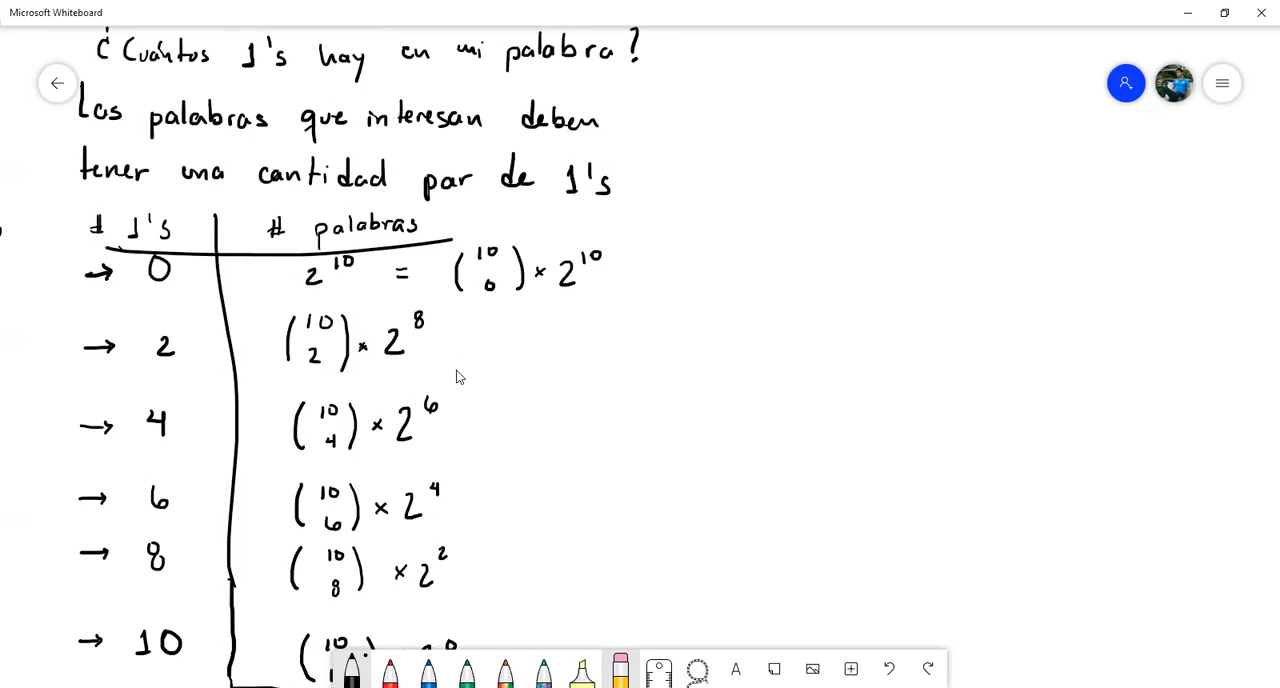 Microsoft Whiteboard
¿Cuántos 1's hay en mi palabra?
Las palabras que interesan deben
tener una cantidad par de 1's
# 1's # palabras
→ 0 2^10 = (10 0) × 2^10
→ 2 (10 2) × 2^8
→ 4 (10 4) × 2^6
→ 6 (10 6) × 2^4
→ 8 (10 8) × 2^2
→ 10 (10
A